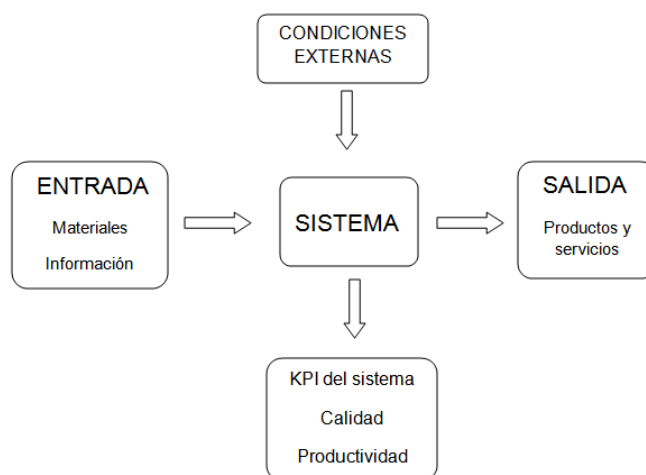 CONDICIONES
EXTERNAS
ENTRADA
Materiales
Información
SISTEMA
SALIDA
Productos y
servicios
KPI del sistema
Calidad
Productividad